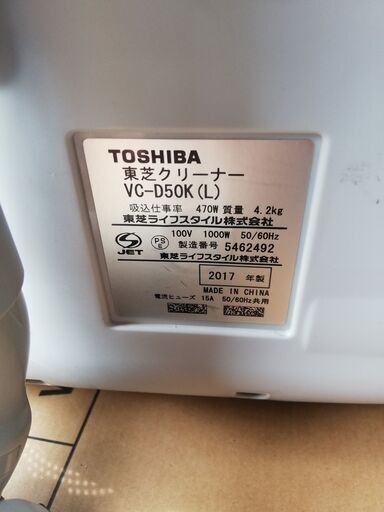 TOSHIBA
東芝クリーナー
VC-D50K(L)
吸込仕事率 470W 質量 4.2kg
東芝ライフスタイル株式会社
100V 1000W 50/60Hz
JET PS E 製造番号 5462492
東芝ライフスタイル株式会社
2017 年製
MADE IN CHINA
電流ヒューズ 15A 50/60Hz共用